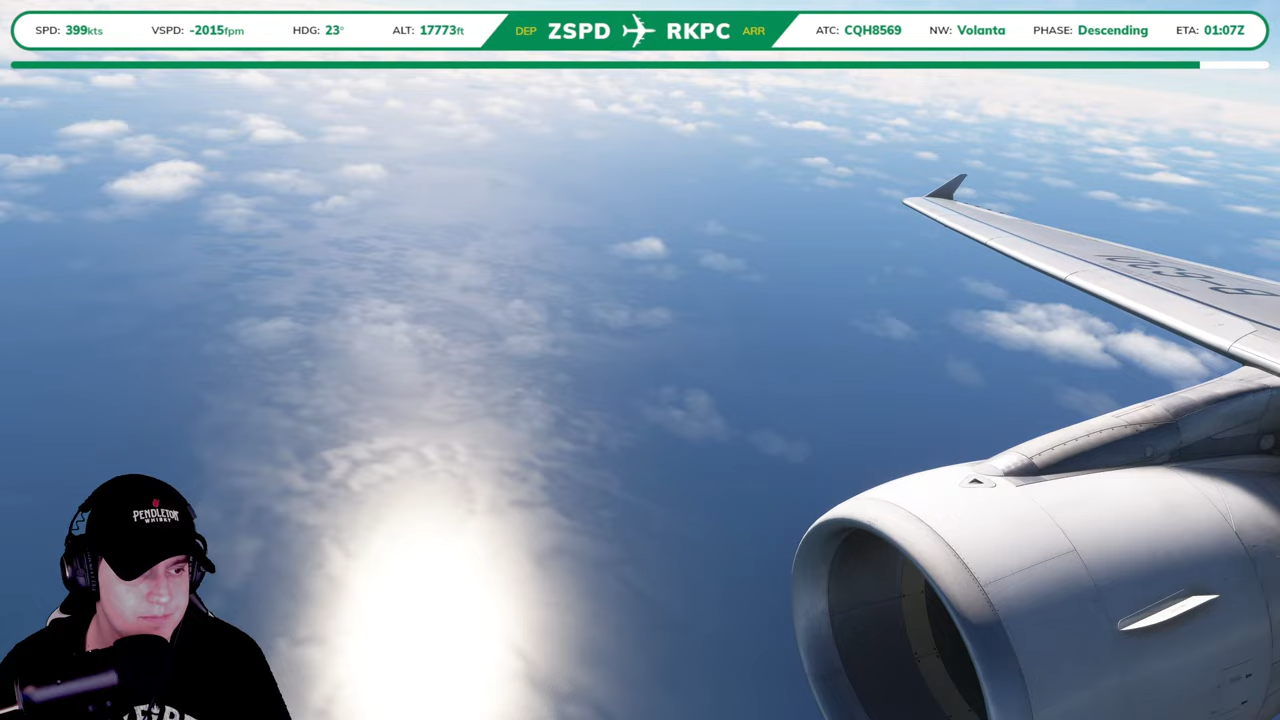 SPD: 399kts VSPD: -2015fpm HDG: 23° ALT: 17773ft DEP ZSPD RKPC ARR ATC: CQH8569 NW: Volanta PHASE: Descending ETA: 01:07Z
PENDLETON
WHISKY